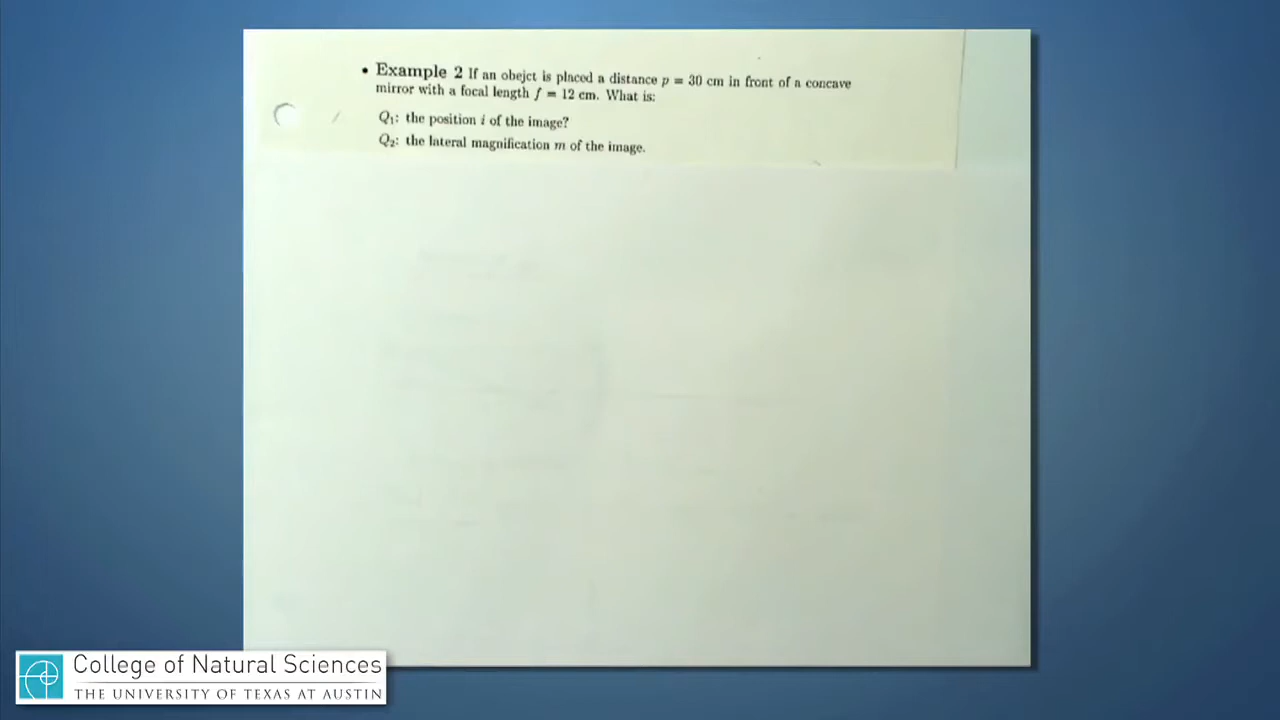 • Example 2 If an obejct is placed a distance p = 30 cm in front of a concave
mirror with a focal length f = 12 cm. What is:
Q₁: the position i of the image?
Q₂: the lateral magnification m of the image.
College of Natural Sciences
THE UNIVERSITY OF TEXAS AT AUSTIN